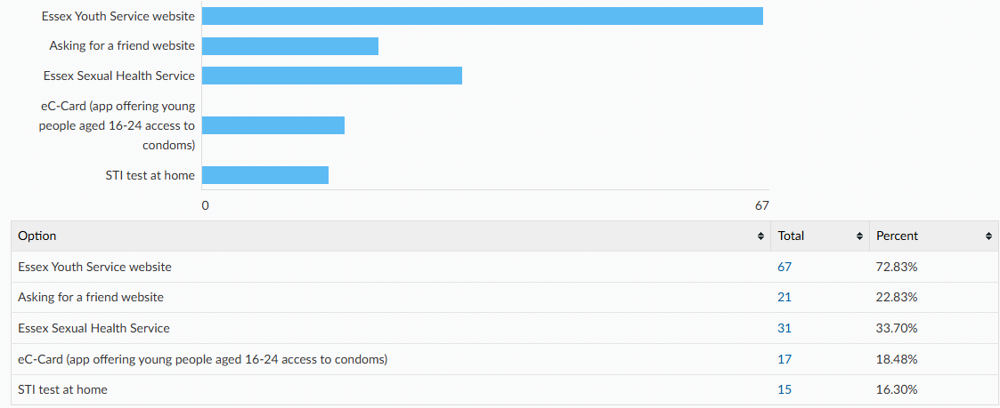 Essex Youth Service website
Asking for a friend website
Essex Sexual Health Service
eC-Card (app offering young
people aged 16-24 access to
condoms)
STI test at home
0 67
Option Total Percent
Essex Youth Service website 67 72.83%
Asking for a friend website 21 22.83%
Essex Sexual Health Service 31 33.70%
eC-Card (app offering young people aged 16-24 access to condoms) 17 18.48%
STI test at home 15 16.30%